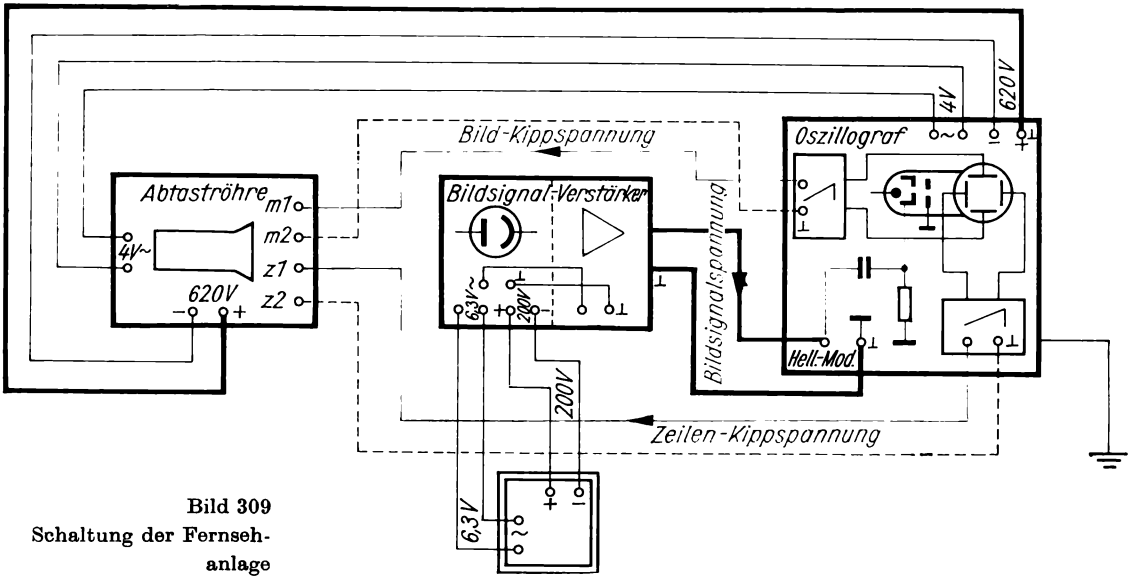 4V
620V
~
−
+
⊥
Oszillograf
Bild-Kippspannung
Abtaströhre
m1
m2
4V~
z1
z2
620V
− +
Bildsignal-Verstärker
⊥
6,3V~
+
200V
−
⊥
⊥
Bildsignalspannung
⊥
Hell.-Mod.
⊥
⊥
200V
Zeilen-Kippspannung
+ −
6,3V
~
Bild 309
Schaltung der Fernseh-
anlage